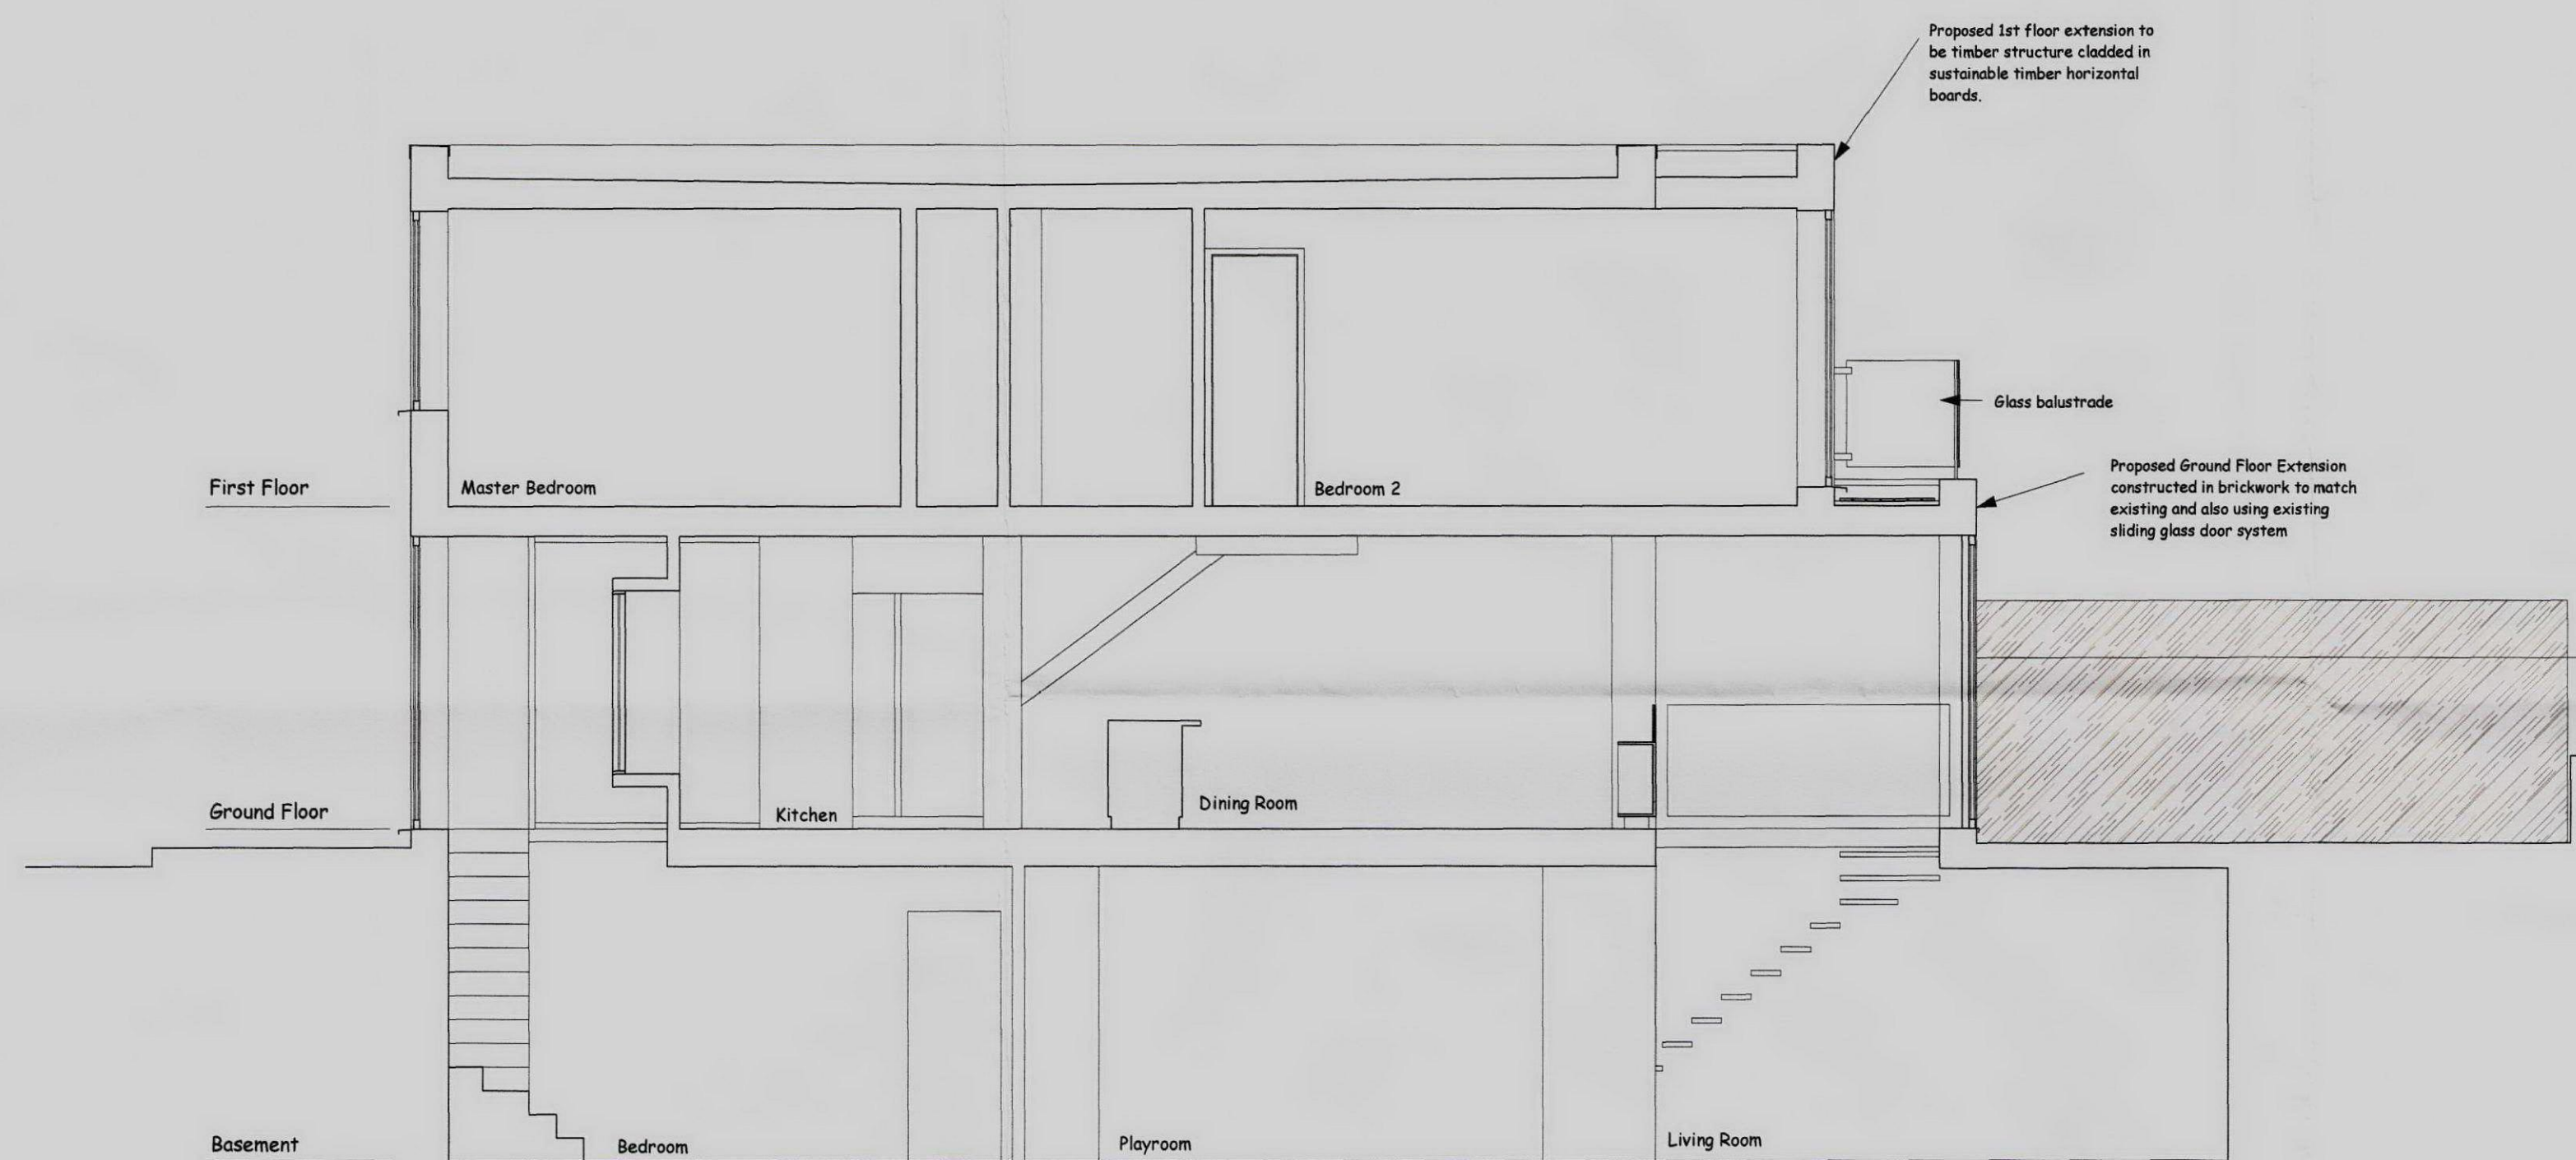 Proposed 1st floor extension to
be timber structure cladded in
sustainable timber horizontal
boards.
Glass balustrade
Proposed Ground Floor Extension
constructed in brickwork to match
existing and also using existing
sliding glass door system
First Floor
Master Bedroom
Bedroom 2
Ground Floor
Kitchen
Dining Room
Basement
Bedroom
Playroom
Living Room